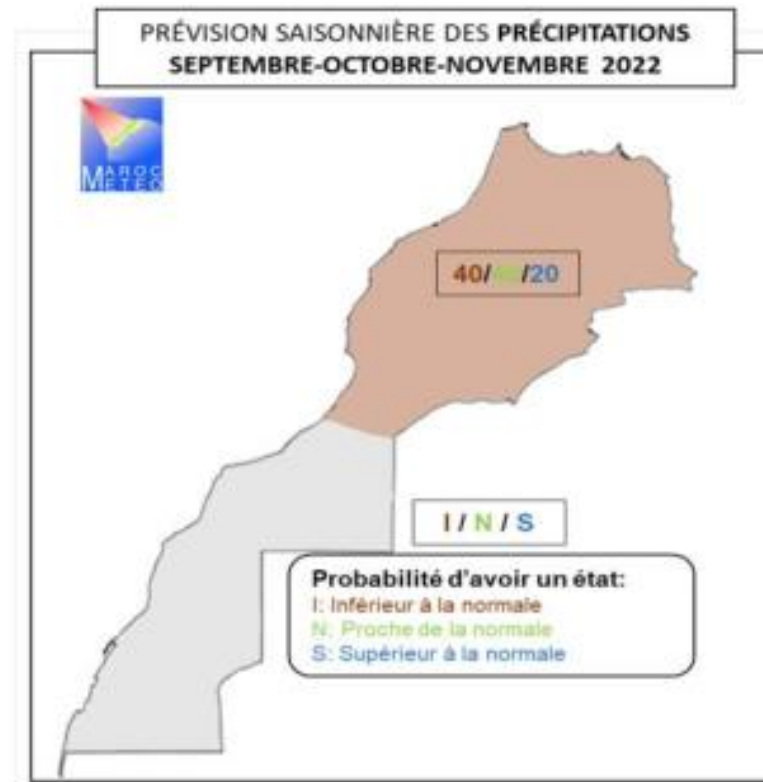 PRÉVISION SAISONNIÈRE DES PRÉCIPITATIONS
SEPTEMBRE-OCTOBRE-NOVEMBRE 2022
MAROC
METEO
40/ /20
I / N / S
Probabilité d'avoir un état:
I: Inférieur à la normale
N: Proche de la normale
S: Supérieur à la normale